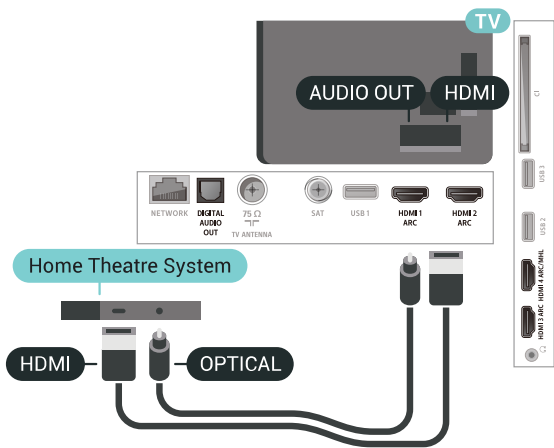 TV
AUDIO OUT
HDMI
CI
USB 3
NETWORK
DIGITAL
AUDIO
OUT
75 Ω
TV ANTENNA
SAT
USB 1
HDMI 1
ARC
HDMI 2
ARC
USB 2
HDMI 4 ARC/MHL
HDMI 3 ARC
Home Theatre System
HDMI
OPTICAL